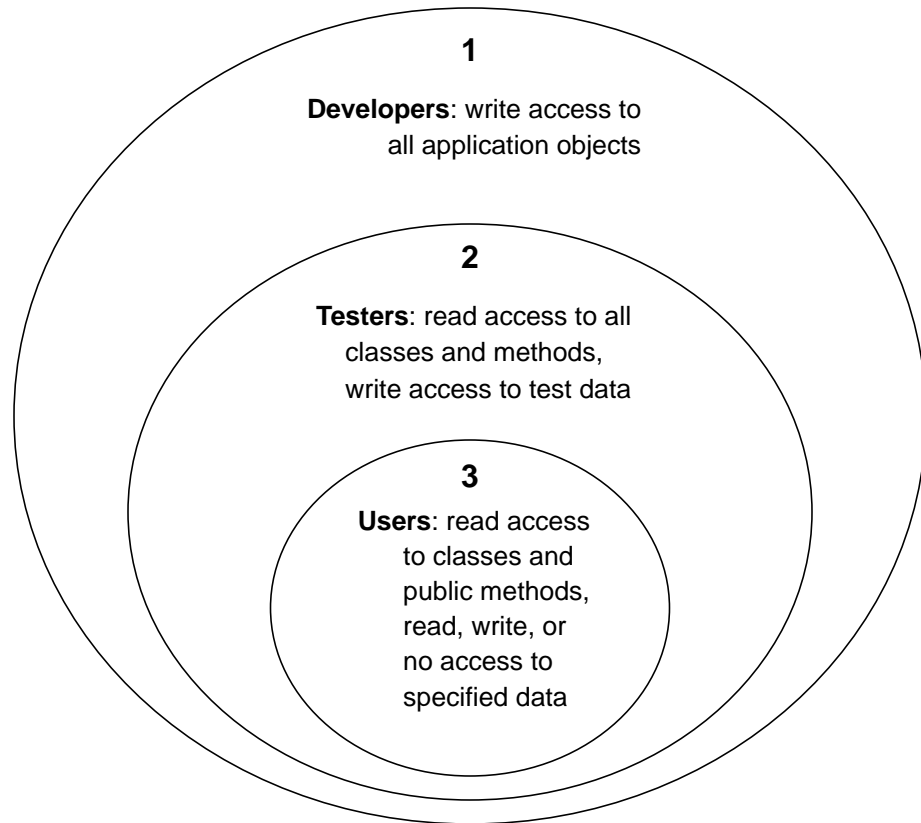 1
Developers: write access to
all application objects
2
Testers: read access to all
classes and methods,
write access to test data
3
Users: read access
to classes and
public methods,
read, write, or
no access to
specified data